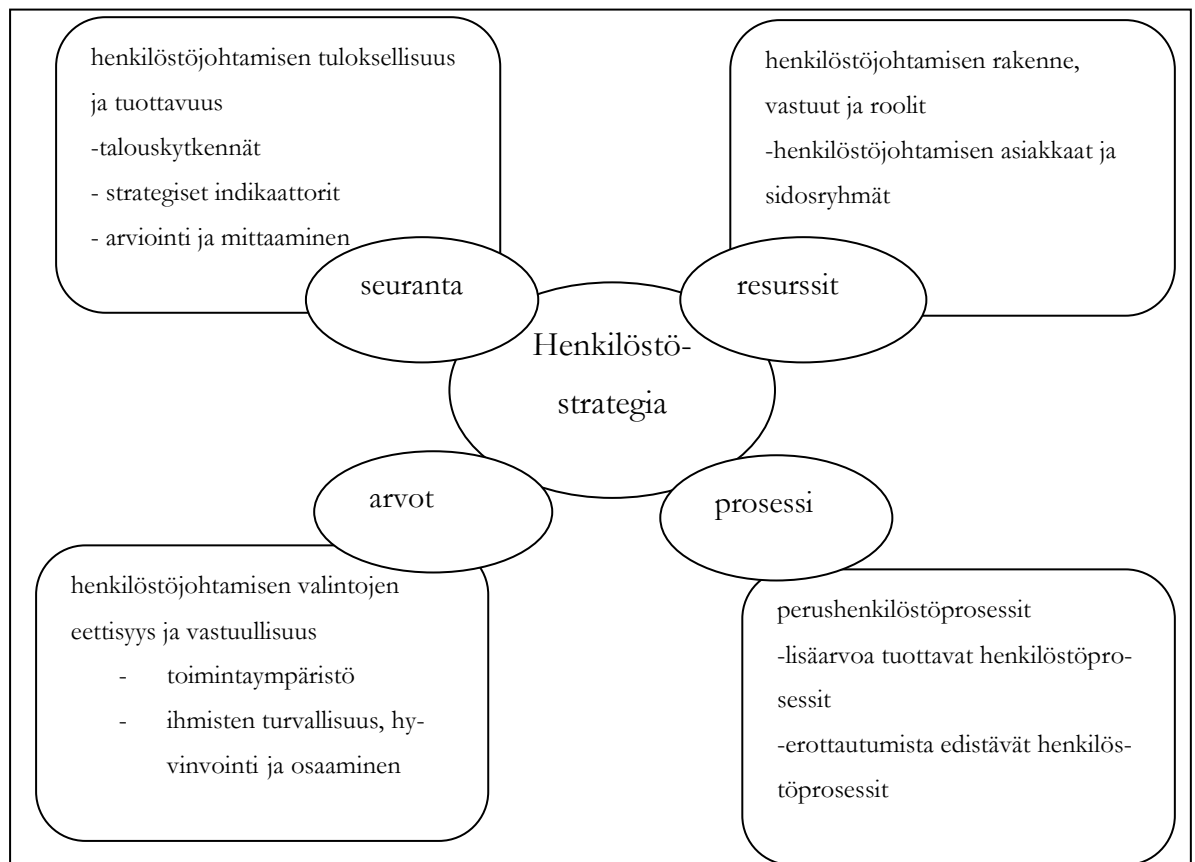 henkilöstöjohtamisen tuloksellisuus
ja tuottavuus
-talouskytkennät
- strategiset indikaattorit
- arviointi ja mittaaminen
henkilöstöjohtamisen rakenne,
vastuut ja roolit
-henkilöstöjohtamisen asiakkaat ja
sidosryhmät
seuranta
resurssit
Henkilöstö-
strategia
arvot
prosessi
henkilöstöjohtamisen valintojen
eettisyys ja vastuullisuus
- toimintaympäristö
- ihmisten turvallisuus, hy-
vinvointi ja osaaminen
perushenkilöstöprosessit
-lisäarvoa tuottavat henkilöstöpro-
sessit
-erottautumista edistävät henkilös-
töprosessit